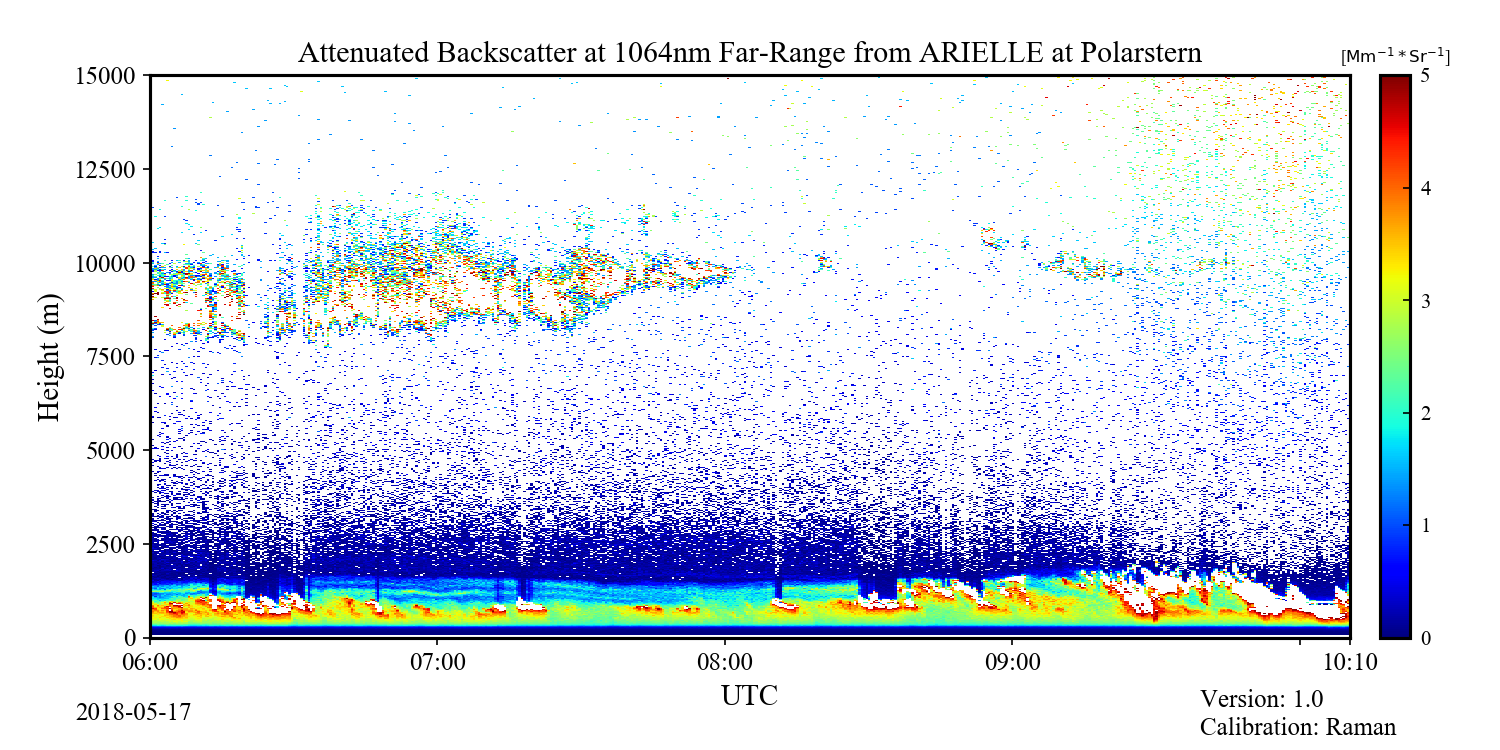 Attenuated Backscatter at 1064nm Far-Range from ARIELLE at Polarstern
[Mm⁻¹*Sr⁻¹]
15000
12500
10000
7500
5000
2500
0
Height (m)
5
4
3
2
1
0
06:00 07:00 08:00 09:00 10:10
UTC
2018-05-17
Version: 1.0
Calibration: Raman